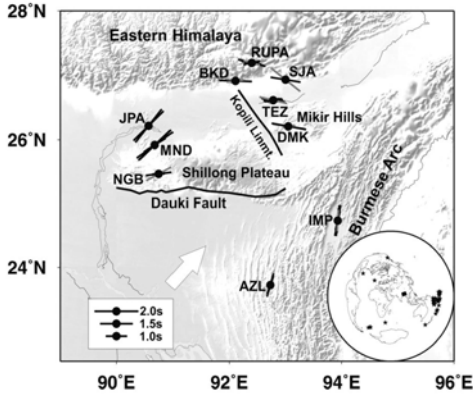 28°N
26°N
24°N
90°E
92°E
94°E
96°E
Eastern Himalaya
RUPA
BKD
SJA
TEZ
JPA
Kopili Linmt.
Mikir Hills
DMK
MND
NGB
Shillong Plateau
Dauki Fault
IMP
Burmese Arc
AZL
2.0s
1.5s
1.0s